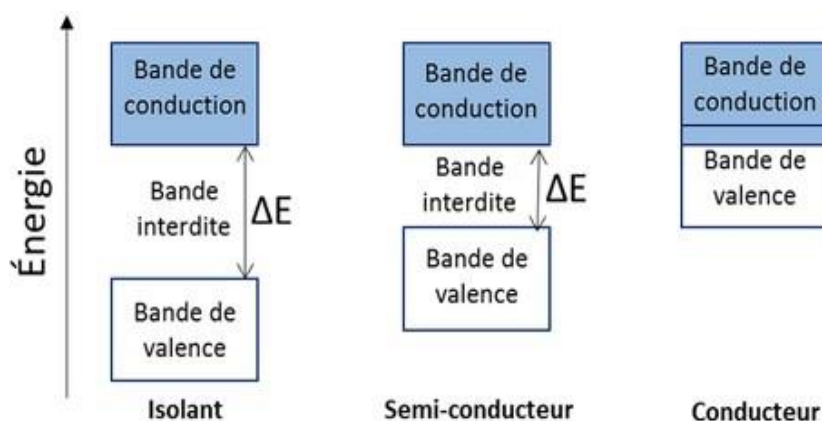 Énergie
Bande de
conduction
Bande
interdite
ΔE
Bande de
valence
Isolant
Bande de
conduction
Bande
interdite
ΔE
Bande de
valence
Semi-conducteur
Bande de
conduction
Bande de
valence
Conducteur